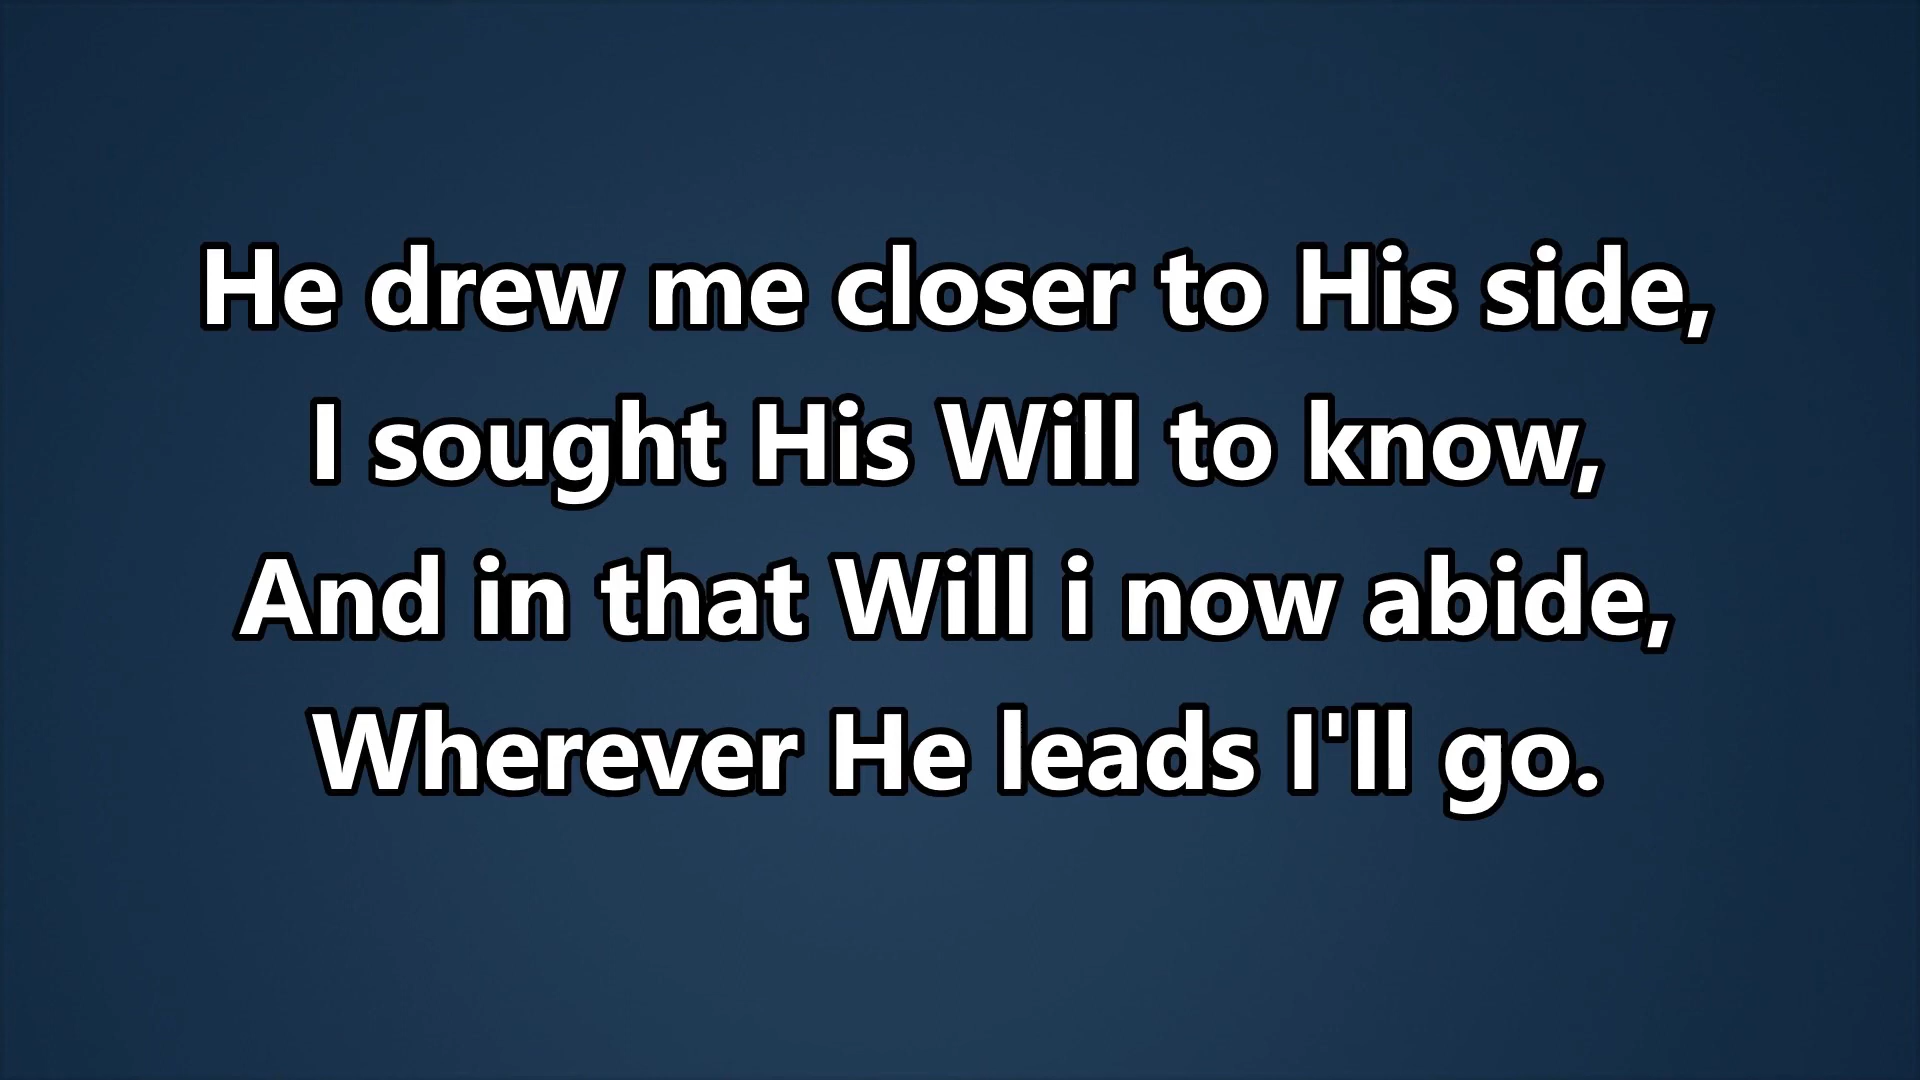 He drew me closer to His side,
I sought His Will to know,
And in that Will i now abide,
Wherever He leads I'll go.